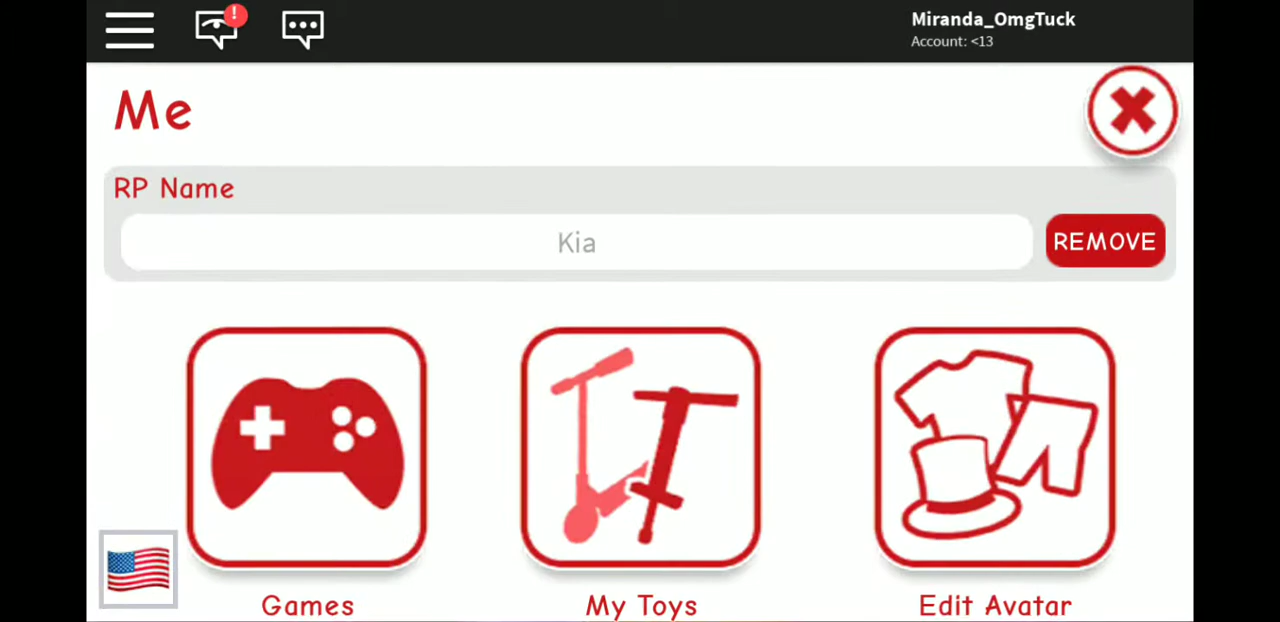 Miranda_OmgTuck
Account: <13
Me
RP Name
Kia
REMOVE
Games
My Toys
Edit Avatar